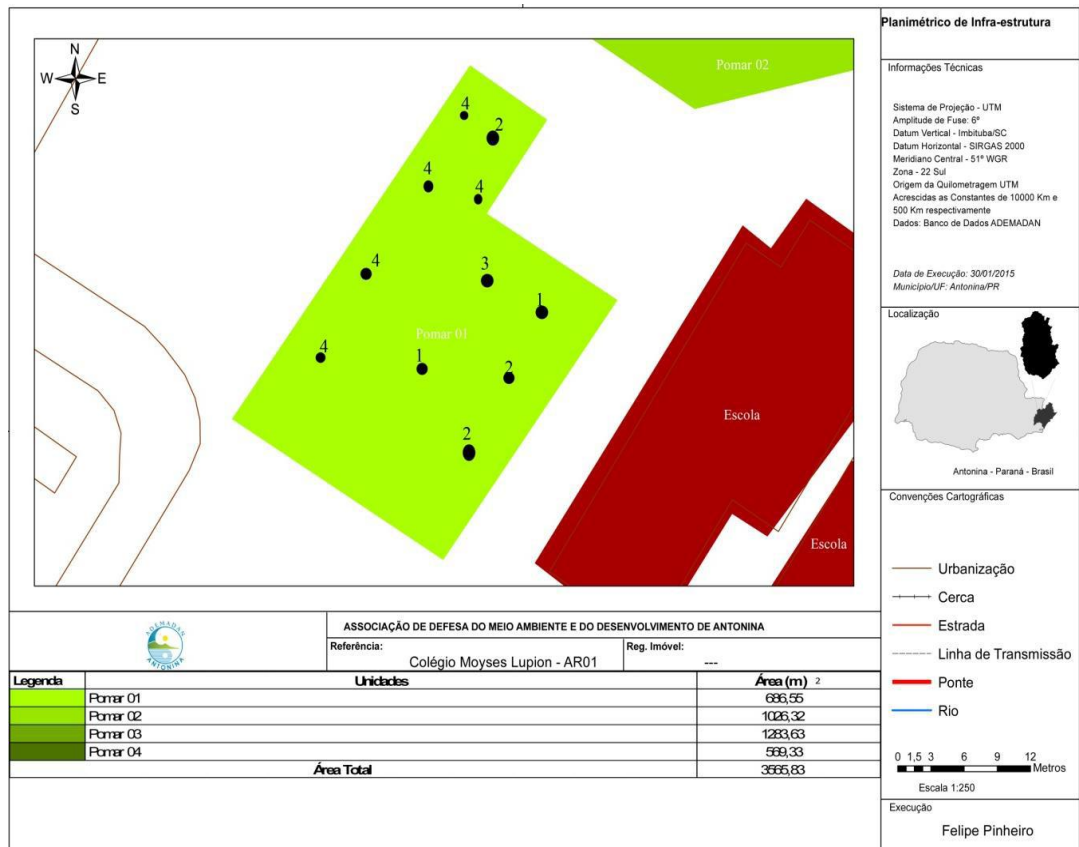 N
W E
S
Pomar 02
4
2
4
4
4
3
1
Pomar 01
4
1
2
2
Escola
Escola
Planimétrico de Infra-estrutura
Informações Técnicas
Sistema de Projeção - UTM
Amplitude de Fuse: 6º
Datum Vertical - Imbituba/SC
Datum Horizontal - SIRGAS 2000
Meridiano Central - 51º WGR
Zona - 22 Sul
Origem da Quilometragem UTM
Acrescidas as Constantes de 10000 Km e
500 Km respectivamente
Dados: Banco de Dados ADEMADAN
Data de Execução: 30/01/2015
Município/UF: Antonina/PR
Localização
Antonina - Paraná - Brasil
Convenções Cartográficas
Urbanização
Cerca
Estrada
Linha de Transmissão
Ponte
Rio
0 1,5 3 6 9 12
Metros
Escala 1:250
Execução
Felipe Pinheiro
ADEMADAN
ANTONINA
ASSOCIAÇÃO DE DEFESA DO MEIO AMBIENTE E DO DESENVOLVIMENTO DE ANTONINA
Referência: Reg. Imóvel:
Colégio Moyses Lupion - AR01 ---
Legenda Unidades Área (m) 2
Pomar 01 686,55
Pomar 02 1026,32
Pomar 03 1283,63
Pomar 04 569,33
Área Total 3565,83